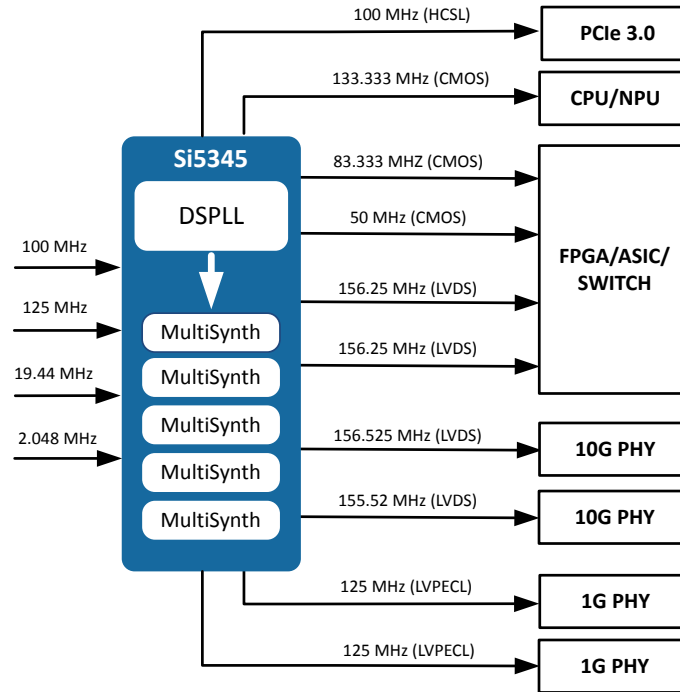 100 MHz (HCSL)
PCIe 3.0
133.333 MHz (CMOS)
CPU/NPU
Si5345
DSPLL
MultiSynth
MultiSynth
MultiSynth
MultiSynth
MultiSynth
100 MHz
125 MHz
19.44 MHz
2.048 MHz
83.333 MHZ (CMOS)
50 MHz (CMOS)
156.25 MHz (LVDS)
156.25 MHz (LVDS)
FPGA/ASIC/
SWITCH
156.525 MHz (LVDS)
10G PHY
155.52 MHz (LVDS)
10G PHY
125 MHz (LVPECL)
1G PHY
125 MHz (LVPECL)
1G PHY